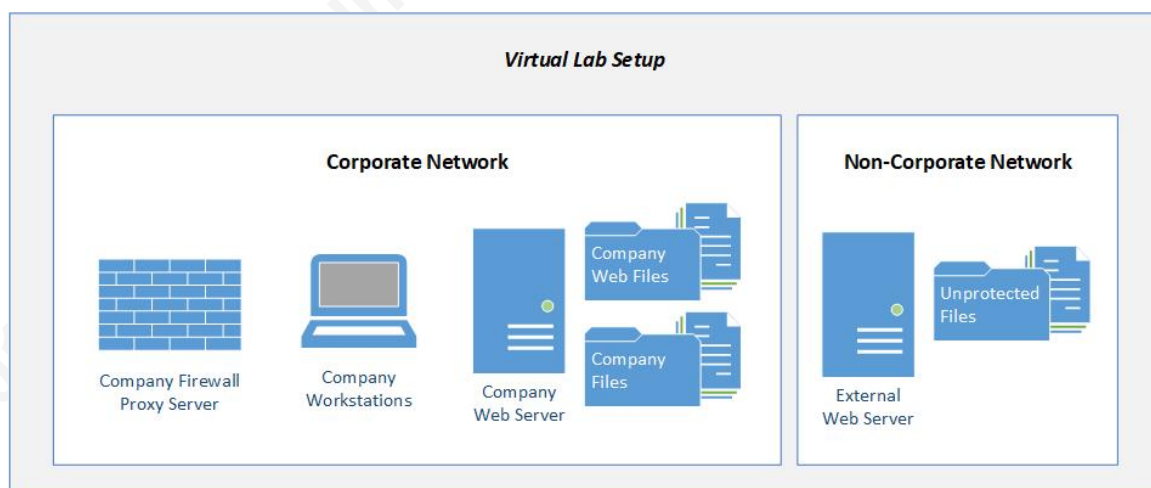 Virtual Lab Setup
Corporate Network
Non-Corporate Network
Company Firewall
Proxy Server
Company
Workstations
Company
Web Server
Company
Web Files
Company
Files
External
Web Server
Unprotected
Files